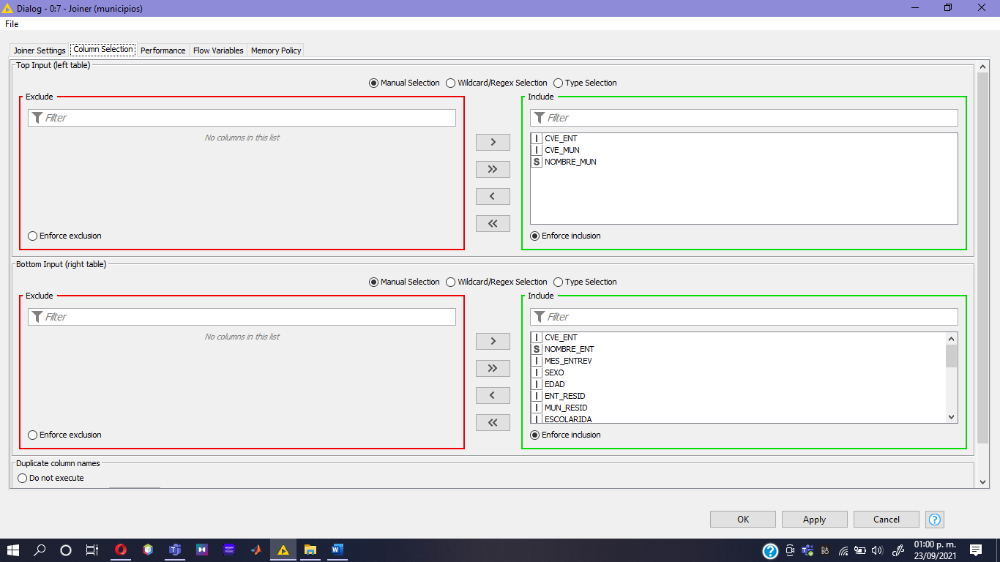 Dialog - 0:7 - Joiner (municipios)
File
Joiner Settings Column Selection Performance Flow Variables Memory Policy
Top Input (left table)
Manual Selection Wildcard/Regex Selection Type Selection
Exclude
Filter
No columns in this list
Enforce exclusion
>
>>
<
<<
Include
Filter
I CVE_ENT
I CVE_MUN
S NOMBRE_MUN
Enforce inclusion
Bottom Input (right table)
Manual Selection Wildcard/Regex Selection Type Selection
Exclude
Filter
No columns in this list
Enforce exclusion
>
>>
<
<<
Include
Filter
I CVE_ENT
S NOMBRE_ENT
I MES_ENTREV
I SEXO
I EDAD
I ENT_RESID
I MUN_RESID
I ESCOLARIDA
Enforce inclusion
Duplicate column names
Do not execute
OK Apply Cancel ?
01:00 p. m.
23/09/2021